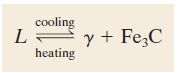 cooling
L ⇌ γ + Fe₃C
heating